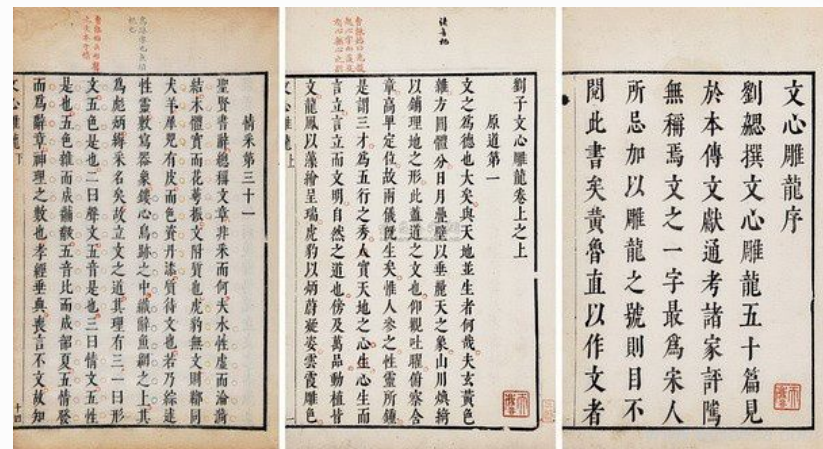 文心雕龍序
劉勰撰文心雕龍五十篇見
於本傳文獻通考諸家評隲
無稱焉文之一字最爲宋人
所忌加以雕龍之號則目不
閱此書矣黃魯直以作文者
劉子文心雕龍卷上之上
原道第一
文之爲德也大矣與天地並生者何哉夫玄黃色
雜方圓體分日月疊璧以垂麗天之象山川煥綺
以鋪理地之形此蓋道之文也仰觀吐曜俯察含
章高卑定位故兩儀旣生矣惟人參之性靈所鍾
是謂三才爲五行之秀人實天地之心生心生而
言立言立而文明自然之道也傍及萬品動植皆
文龍鳳以藻繪呈瑞虎豹以炳蔚凝姿雲霞雕色
文心雕龍 上
情采第三十一
聖賢書辭總稱文章非采而何夫水性虛而淪漪
結木體實而花萼振文附質也虎豹無文則鞟同
犬羊犀兕有皮而色資丹漆質待文也若乃綜述
性靈敷寫器象鏤心鳥跡之中織辭魚網之上其
爲彪炳縟采名矣故立文之道其理有三一曰形
文五色是也二曰聲文五音是也三曰情文五性
是也五色雜而成黼黻五音比而成韶夏五情發
而爲辭章神理之數也孝經垂典喪言不文故知
文心雕龍 下 十四